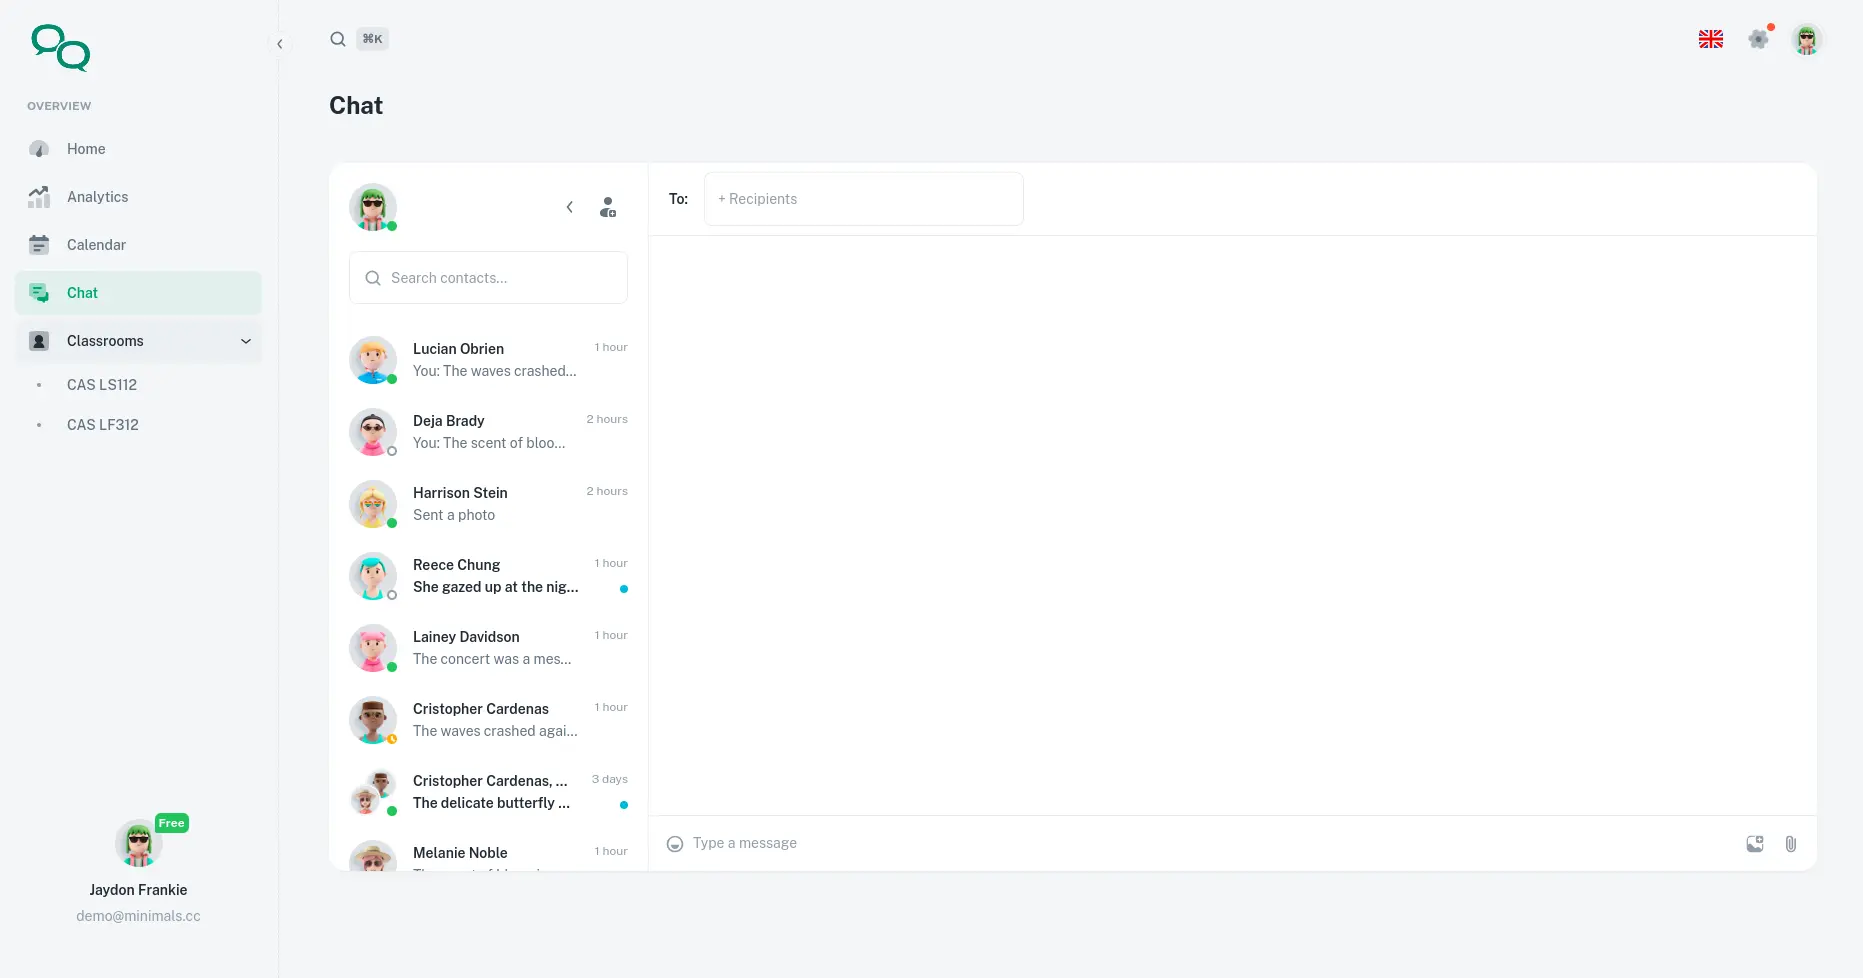 ⌘K
OVERVIEW
Home
Analytics
Calendar
Chat
Classrooms
CAS LS112
CAS LF312
Free
Jaydon Frankie
demo@minimals.cc
Chat
Search contacts...
Lucian Obrien 1 hour
You: The waves crashed...
Deja Brady 2 hours
You: The scent of bloo...
Harrison Stein 2 hours
Sent a photo
Reece Chung 1 hour
She gazed up at the nig...
Lainey Davidson 1 hour
The concert was a mes...
Cristopher Cardenas 1 hour
The waves crashed agai...
Cristopher Cardenas, ... 3 days
The delicate butterfly ...
Melanie Noble 1 hour
To: + Recipients
Type a message